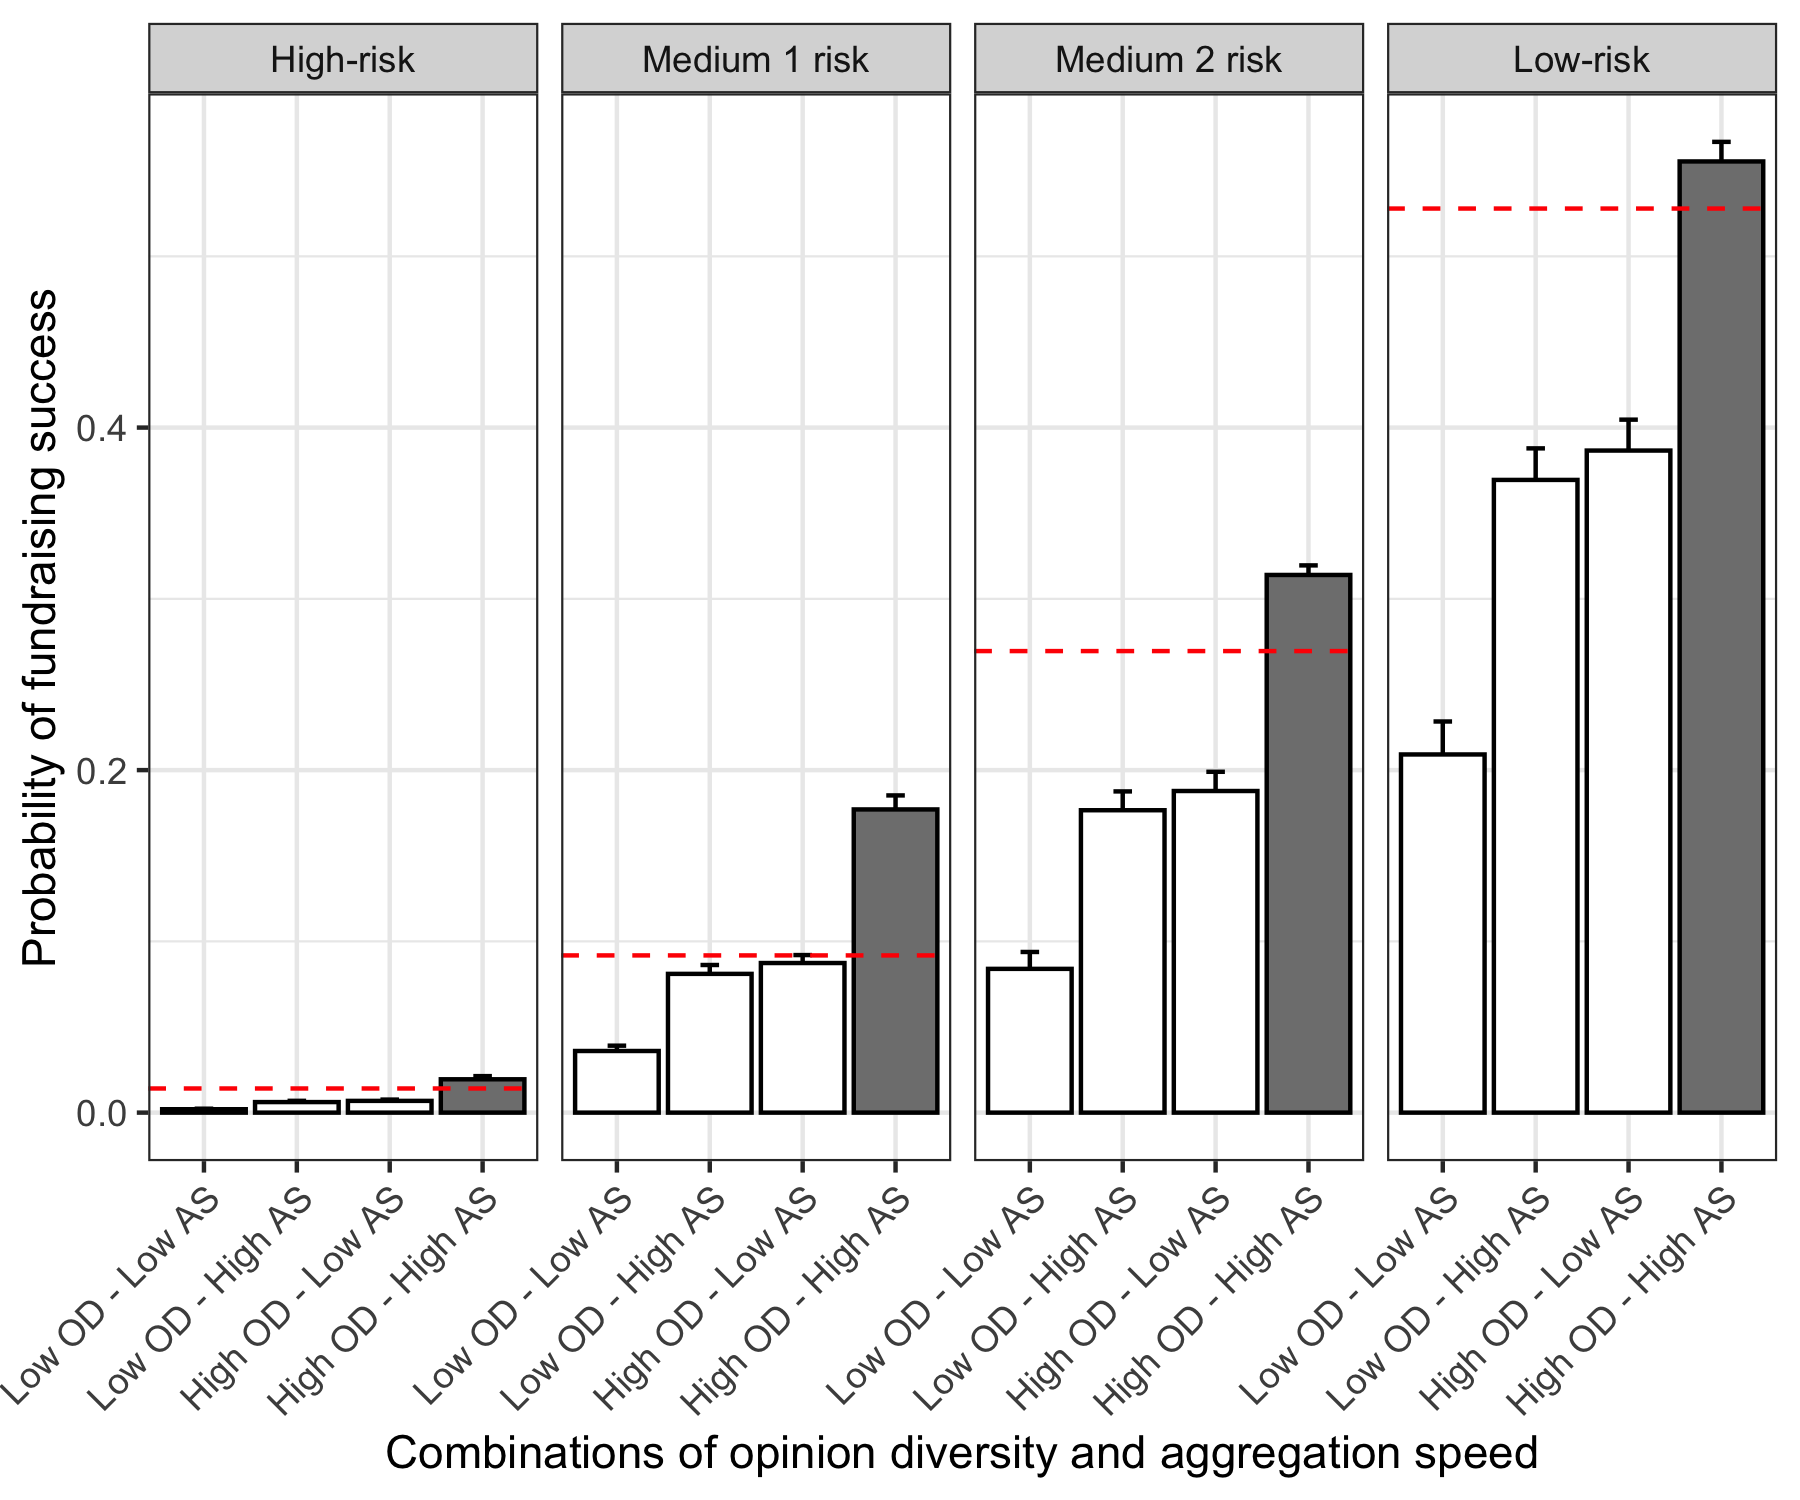 High-risk
Medium 1 risk
Medium 2 risk
Low-risk
Probability of fundraising success
0.4
0.2
0.0
Low OD - Low AS
Low OD - High AS
High OD - Low AS
High OD - High AS
Low OD - Low AS
Low OD - High AS
High OD - Low AS
High OD - High AS
Low OD - Low AS
Low OD - High AS
High OD - Low AS
High OD - High AS
Low OD - Low AS
Low OD - High AS
High OD - Low AS
High OD - High AS
Combinations of opinion diversity and aggregation speed